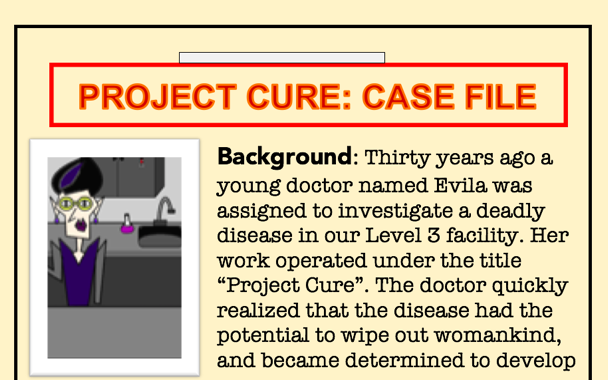 PROJECT CURE: CASE FILE
Background: Thirty years ago a
young doctor named Evila was
assigned to investigate a deadly
disease in our Level 3 facility. Her
work operated under the title
“Project Cure”. The doctor quickly
realized that the disease had the
potential to wipe out womankind,
and became determined to develop